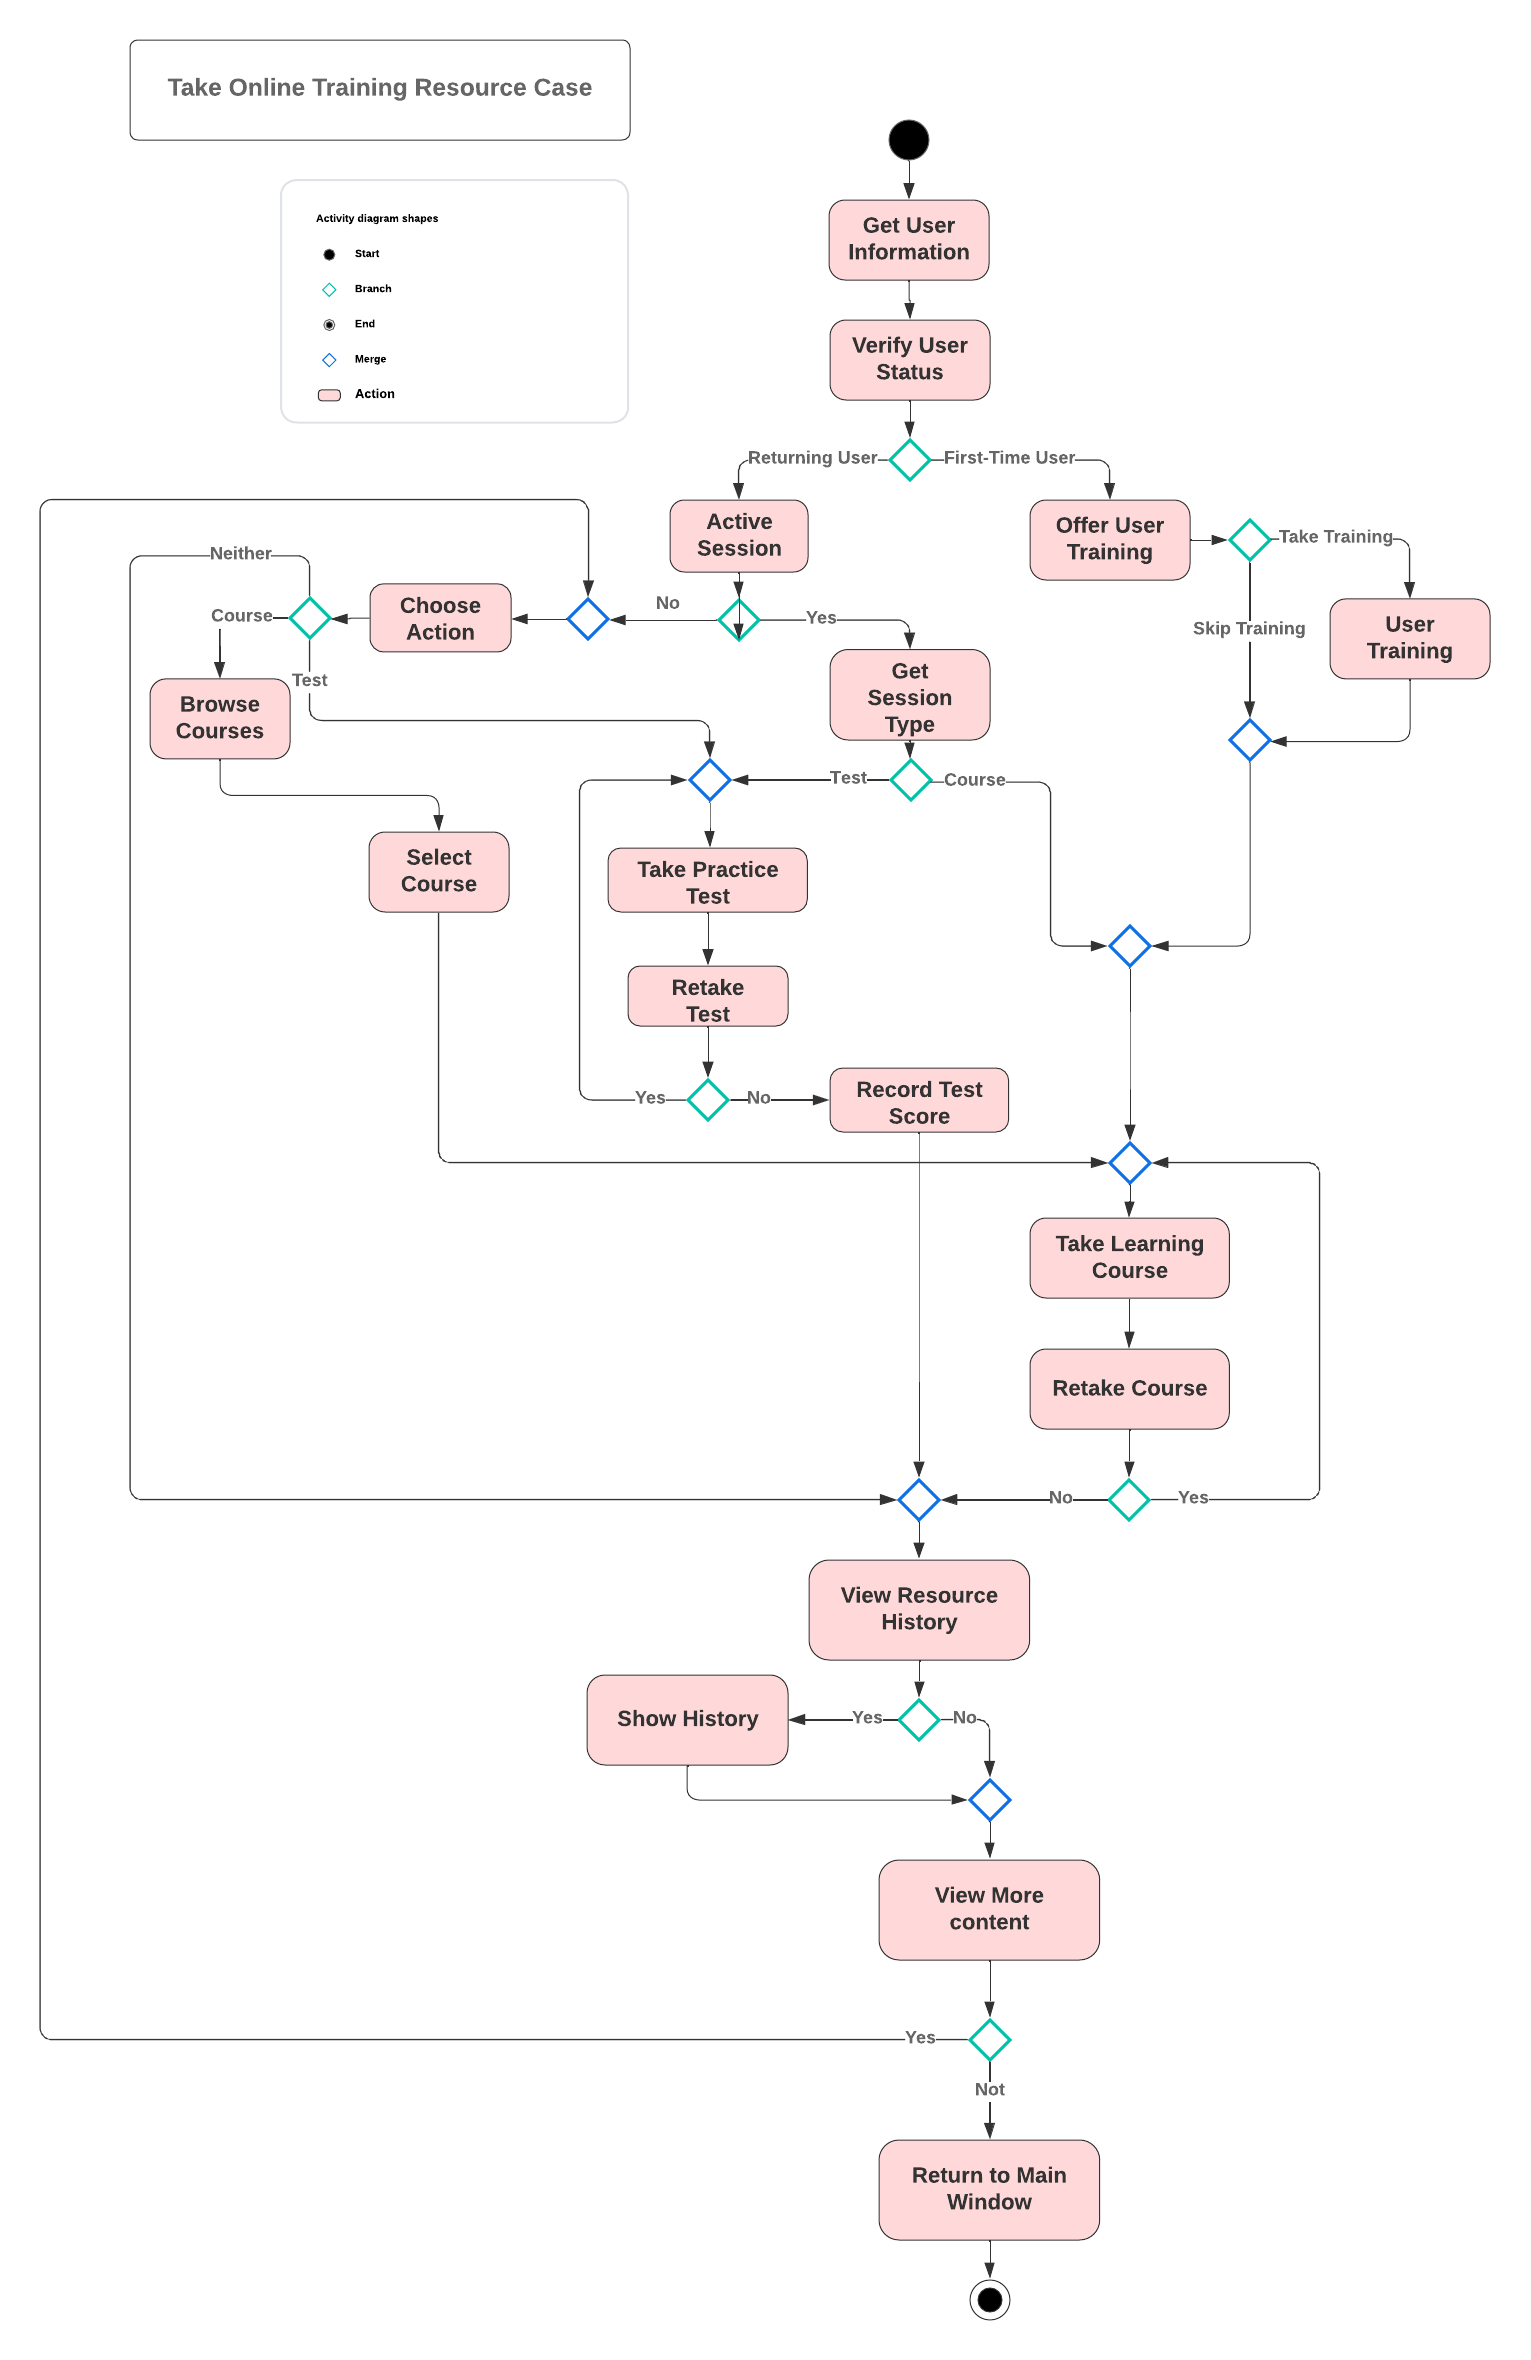 Take Online Training Resource Case
Activity diagram shapes
Start
Branch
End
Merge
Action
Get User
Information
Verify User
Status
Returning User
First-Time User
Active
Session
Offer User
Training
Take Training
Neither
Choose
Action
No
Yes
Course
Skip Training
User
Training
Get
Session
Type
Test
Browse
Courses
Test
Course
Select
Course
Take Practice
Test
Retake
Test
Yes
No
Record Test
Score
Take Learning
Course
Retake Course
No
Yes
View Resource
History
Show History
Yes
No
View More
content
Yes
Not
Return to Main
Window